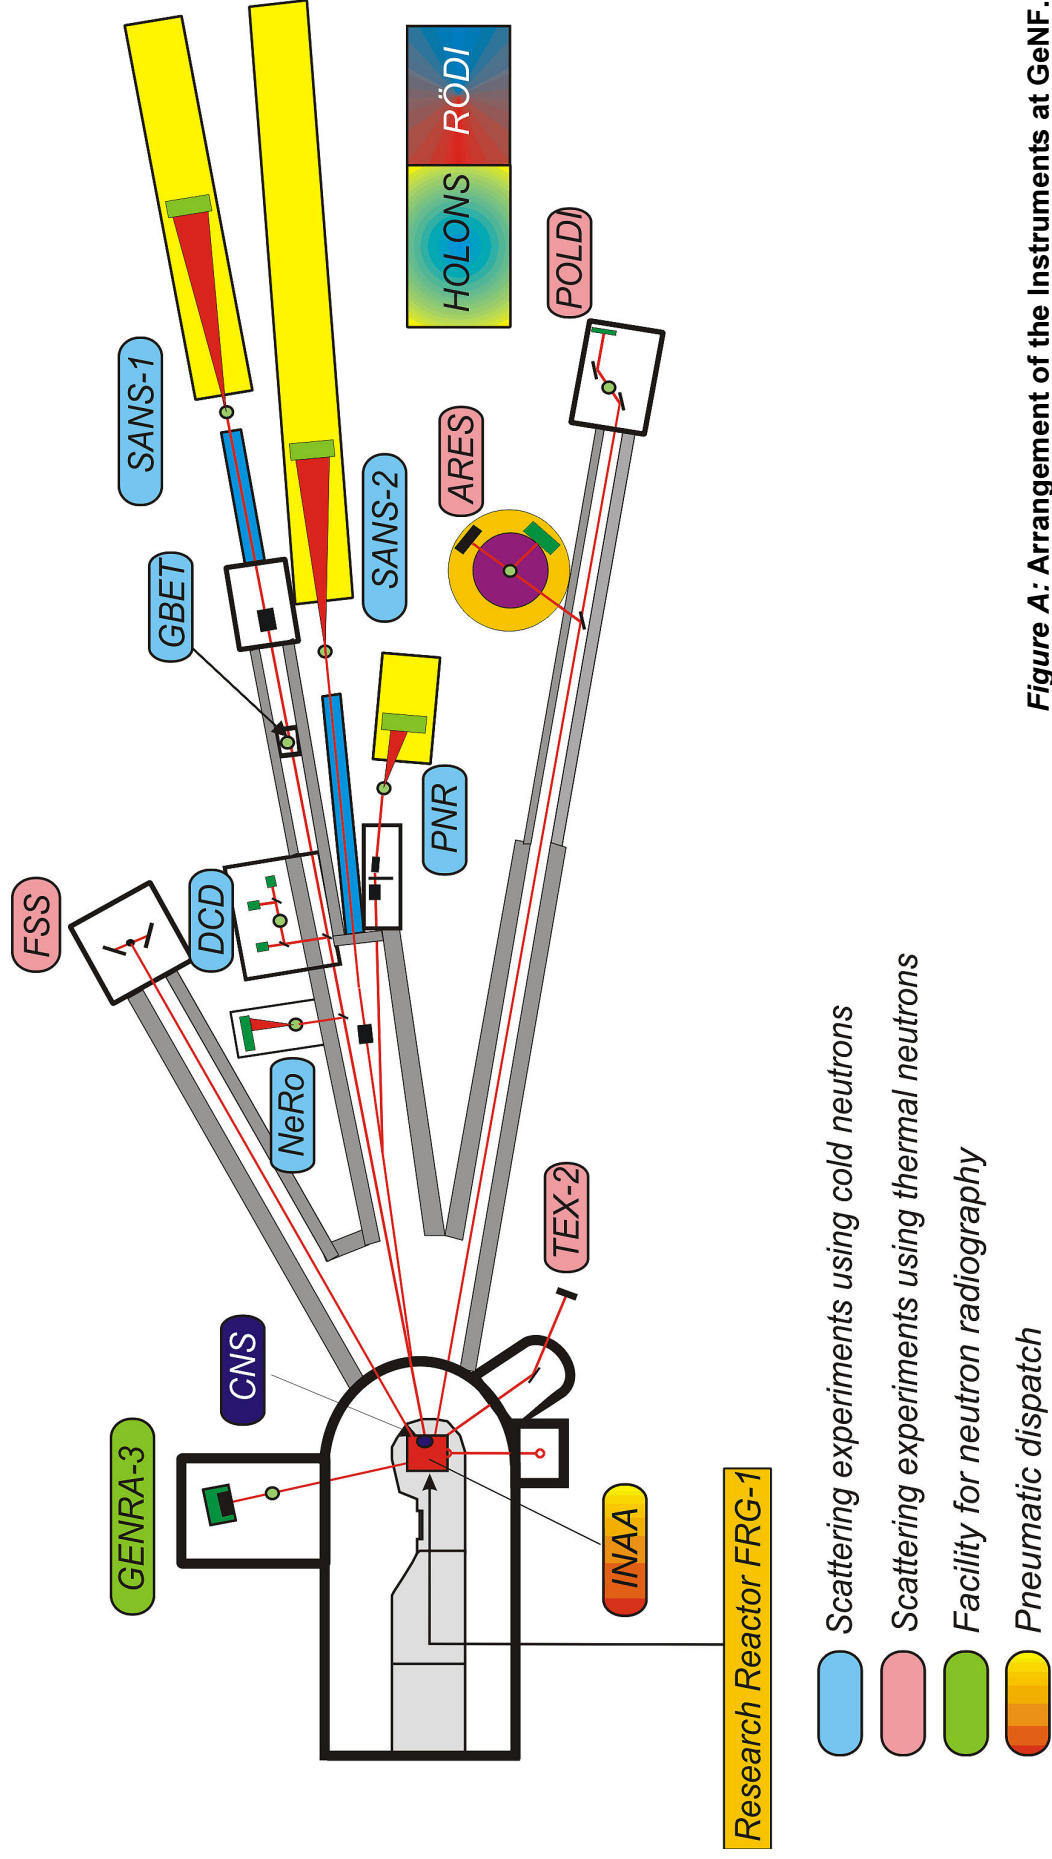 GENRA-3
CNS
FSS
NeRo
DCD
GBET
SANS-1
SANS-2
PNR
RÖDI
HOLONS
ARES
POLDI
TEX-2
INAA
Research Reactor FRG-1
Scattering experiments using cold neutrons
Scattering experiments using thermal neutrons
Facility for neutron radiography
Pneumatic dispatch
Figure A: Arrangement of the Instruments at GeNF.